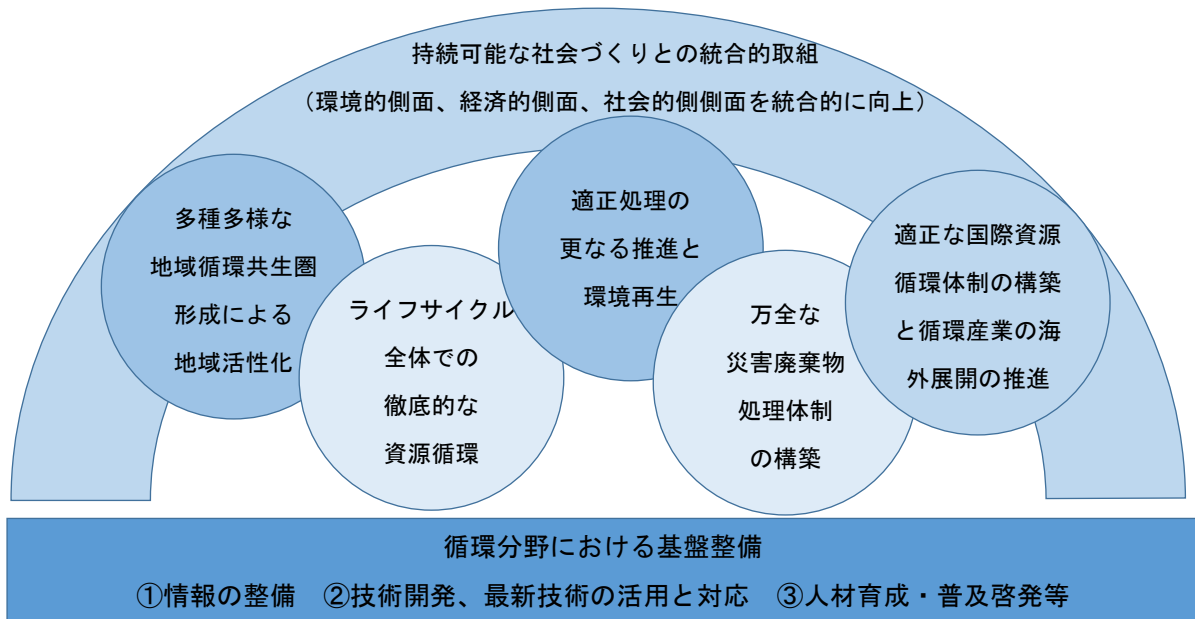 持続可能な社会づくりとの統合的取組
（環境的側面、経済的側面、社会的側側面を統合的に向上）
多種多様な
地域循環共生圏
形成による
地域活性化
ライフサイクル
全体での
徹底的な
資源循環
適正処理の
更なる推進と
環境再生
万全な
災害廃棄物
処理体制
の構築
適正な国際資源
循環体制の構築
と循環産業の海
外展開の推進
循環分野における基盤整備
①情報の整備　②技術開発、最新技術の活用と対応　③人材育成・普及啓発等